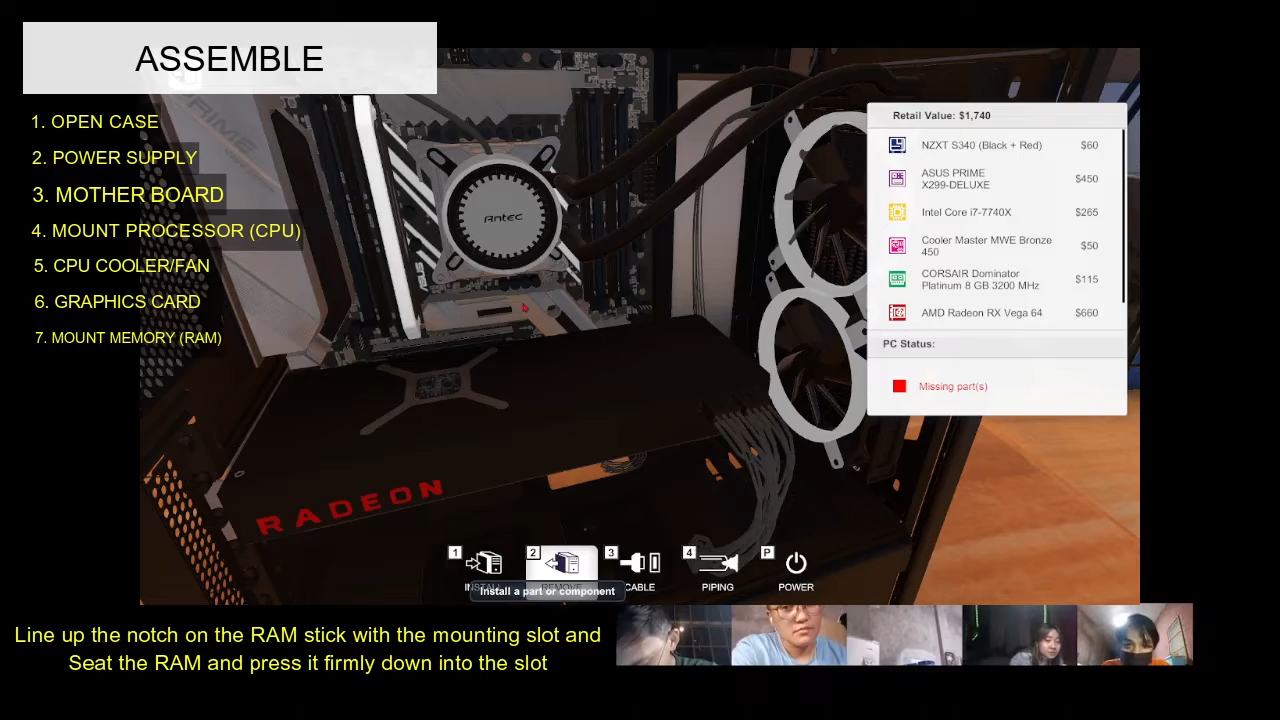 ASSEMBLE
1. OPEN CASE
2. POWER SUPPLY
3. MOTHER BOARD
4. MOUNT PROCESSOR (CPU)
5. CPU COOLER/FAN
6. GRAPHICS CARD
7. MOUNT MEMORY (RAM)
PRIME
ASUS
Antec
RADEON
Retail Value: $1,740
NZXT S340 (Black + Red) $60
ASUS PRIME
X299-DELUXE $450
Intel Core i7-7740X $265
Cooler Master MWE Bronze
450 $50
CORSAIR Dominator
Platinum 8 GB 3200 MHz $115
AMD Radeon RX Vega 64 $660
PC Status:
Missing part(s)
1 2 3 4 P
INSTALL REMOVE CABLE PIPING POWER
Install a part or component
Line up the notch on the RAM stick with the mounting slot and
Seat the RAM and press it firmly down into the slot